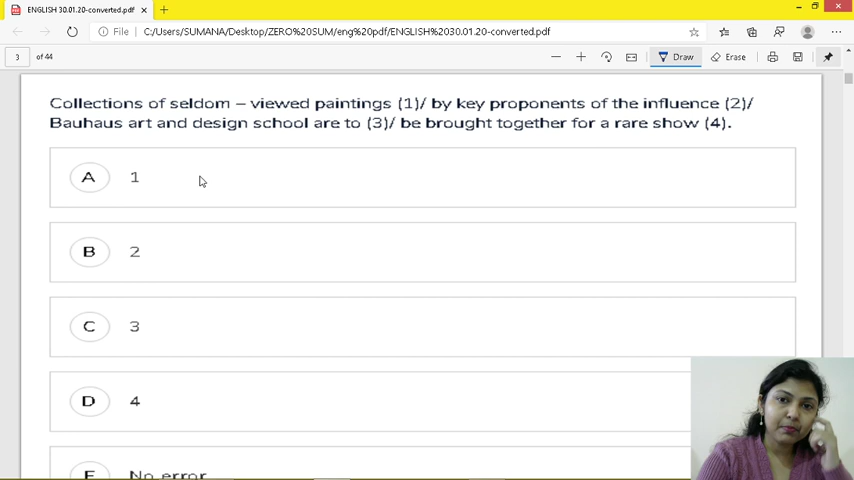 ENGLISH 30.01.20-converted.pdf
File C:/Users/SUMANA/Desktop/ZERO%20SUM/eng%20pdf/ENGLISH%2030.01.20-converted.pdf
3 of 44 Draw Erase
Collections of seldom – viewed paintings (1)/ by key proponents of the influence (2)/
Bauhaus art and design school are to (3)/ be brought together for a rare show (4).
A 1
B 2
C 3
D 4
E No error